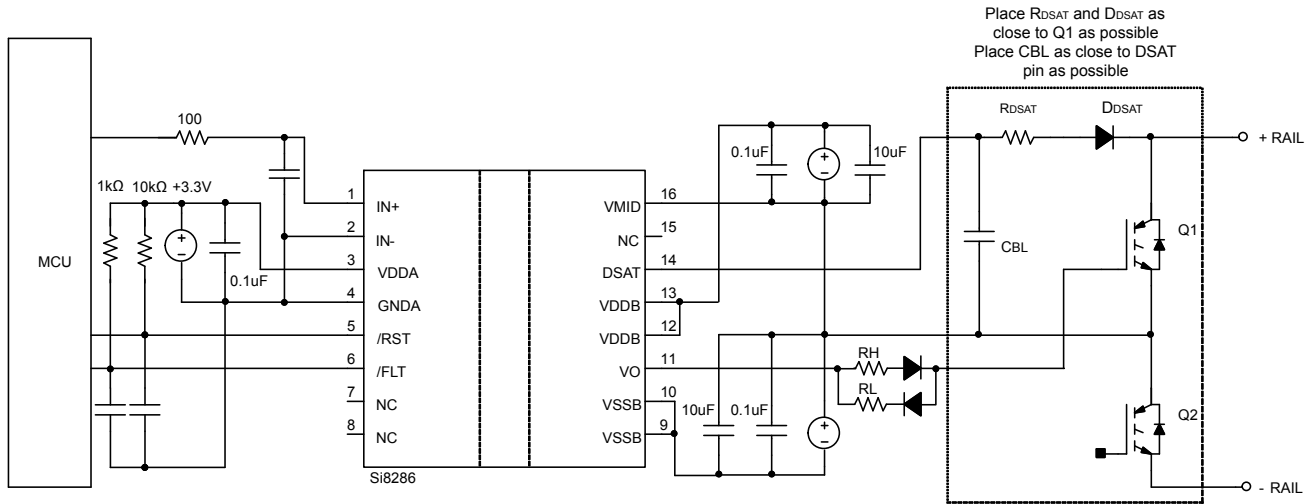 Place RDSAT and DDSAT as
close to Q1 as possible
Place CBL as close to DSAT
pin as possible
RDSAT
DDSAT
+ RAIL
100
0.1uF
+
−
10uF
1kΩ
10kΩ
+3.3V
+
−
0.1uF
MCU
1
IN+
2
IN-
3
VDDA
4
GNDA
5
/RST
6
/FLT
7
NC
8
NC
16
VMID
15
NC
14
DSAT
13
VDDB
12
VDDB
11
VO
10
VSSB
9
VSSB
Si8286
CBL
Q1
RH
RL
10uF
0.1uF
+
−
Q2
- RAIL